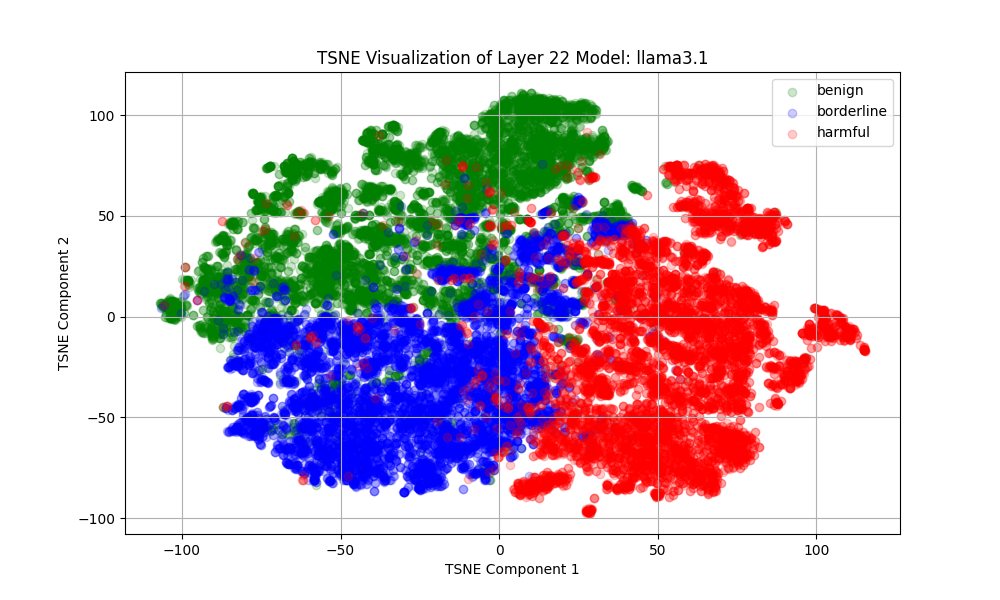 TSNE Visualization of Layer 22 Model: llama3.1
benign
borderline
harmful
TSNE Component 2
100
50
0
−50
−100
−100
−50
0
50
100
TSNE Component 1